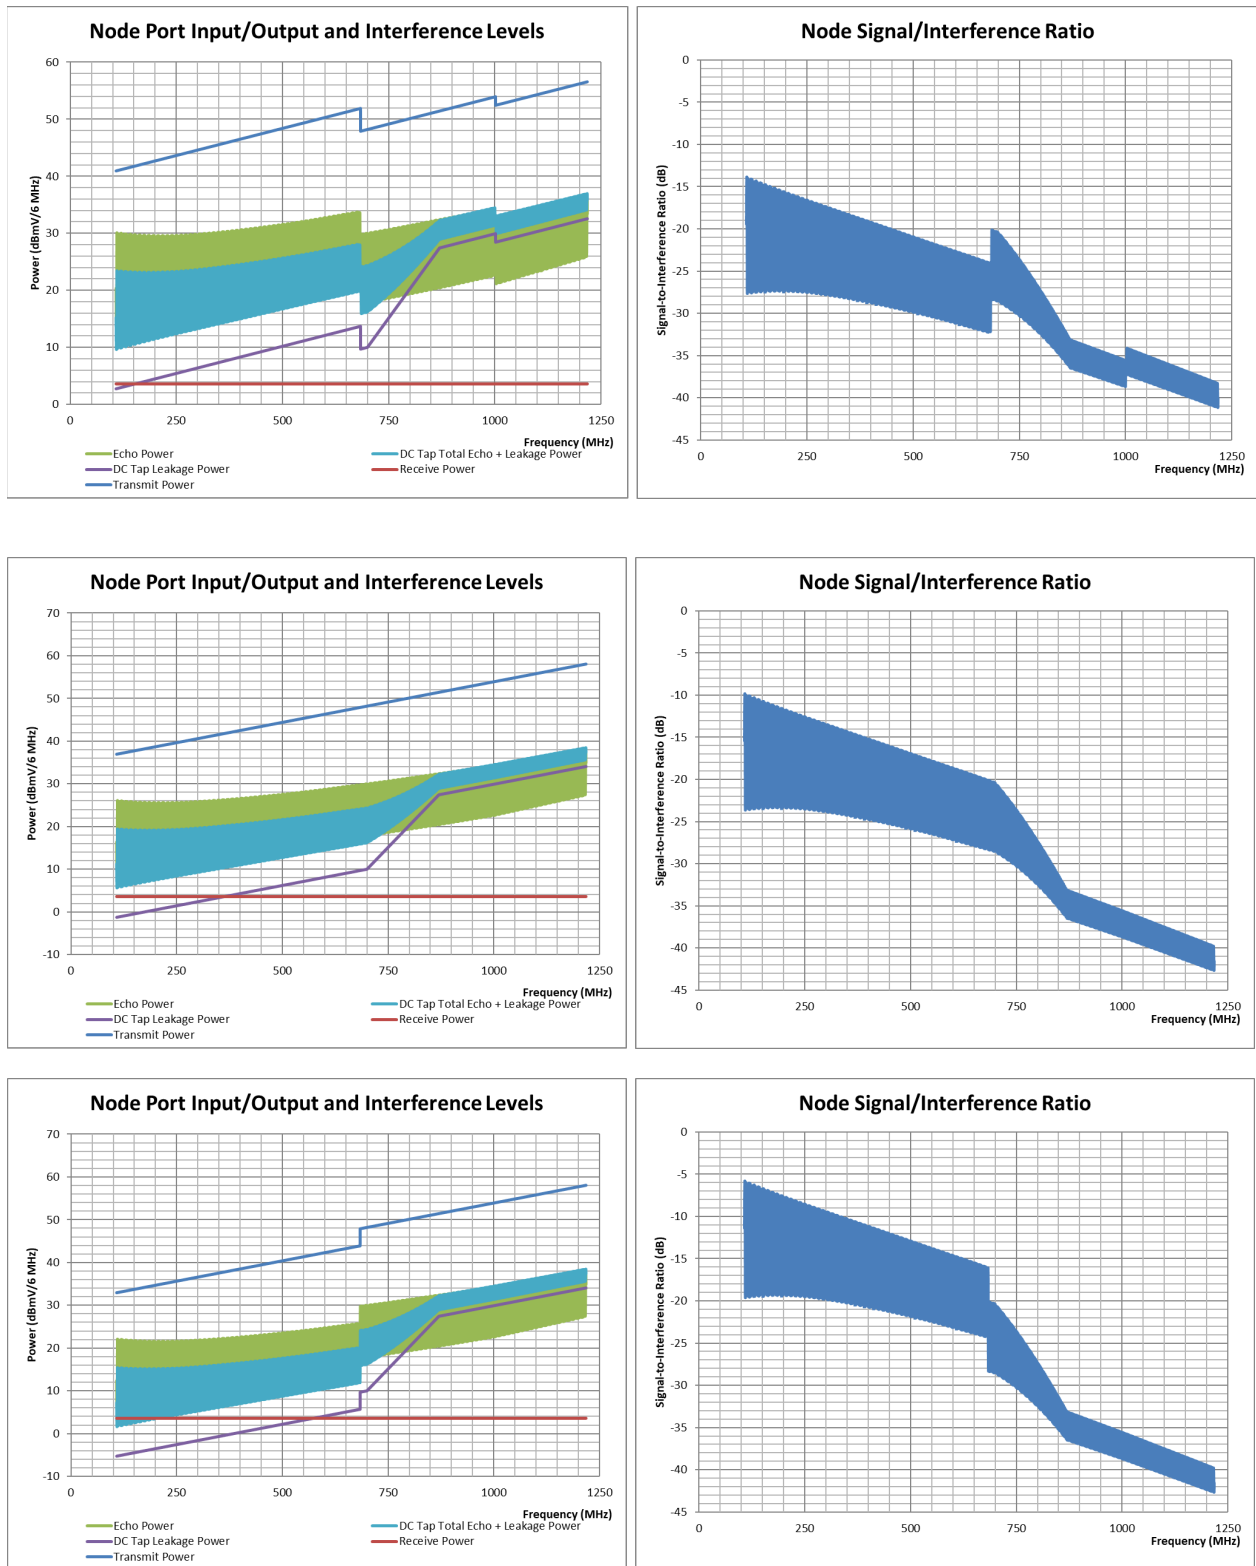 Node Port Input/Output and Interference Levels
Power (dBmV/6 MHz)
60
50
40
30
20
10
0
0 250 500 750 1000 1250
Frequency (MHz)
Echo Power DC Tap Total Echo + Leakage Power
DC Tap Leakage Power Receive Power
Transmit Power
Node Signal/Interference Ratio
Signal-to-Interference Ratio (dB)
0
-5
-10
-15
-20
-25
-30
-35
-40
-45
0 250 500 750 1000 1250
Frequency (MHz)
Node Port Input/Output and Interference Levels
Power (dBmV/6 MHz)
70
60
50
40
30
20
10
0
-10
0 250 500 750 1000 1250
Frequency (MHz)
Echo Power DC Tap Total Echo + Leakage Power
DC Tap Leakage Power Receive Power
Transmit Power
Node Signal/Interference Ratio
Signal-to-Interference Ratio (dB)
0
-5
-10
-15
-20
-25
-30
-35
-40
-45
0 250 500 750 1000 1250
Frequency (MHz)
Node Port Input/Output and Interference Levels
Power (dBmV/6 MHz)
70
60
50
40
30
20
10
0
-10
0 250 500 750 1000 1250
Frequency (MHz)
Echo Power DC Tap Total Echo + Leakage Power
DC Tap Leakage Power Receive Power
Transmit Power
Node Signal/Interference Ratio
Signal-to-Interference Ratio (dB)
0
-5
-10
-15
-20
-25
-30
-35
-40
-45
0 250 500 750 1000 1250
Frequency (MHz)